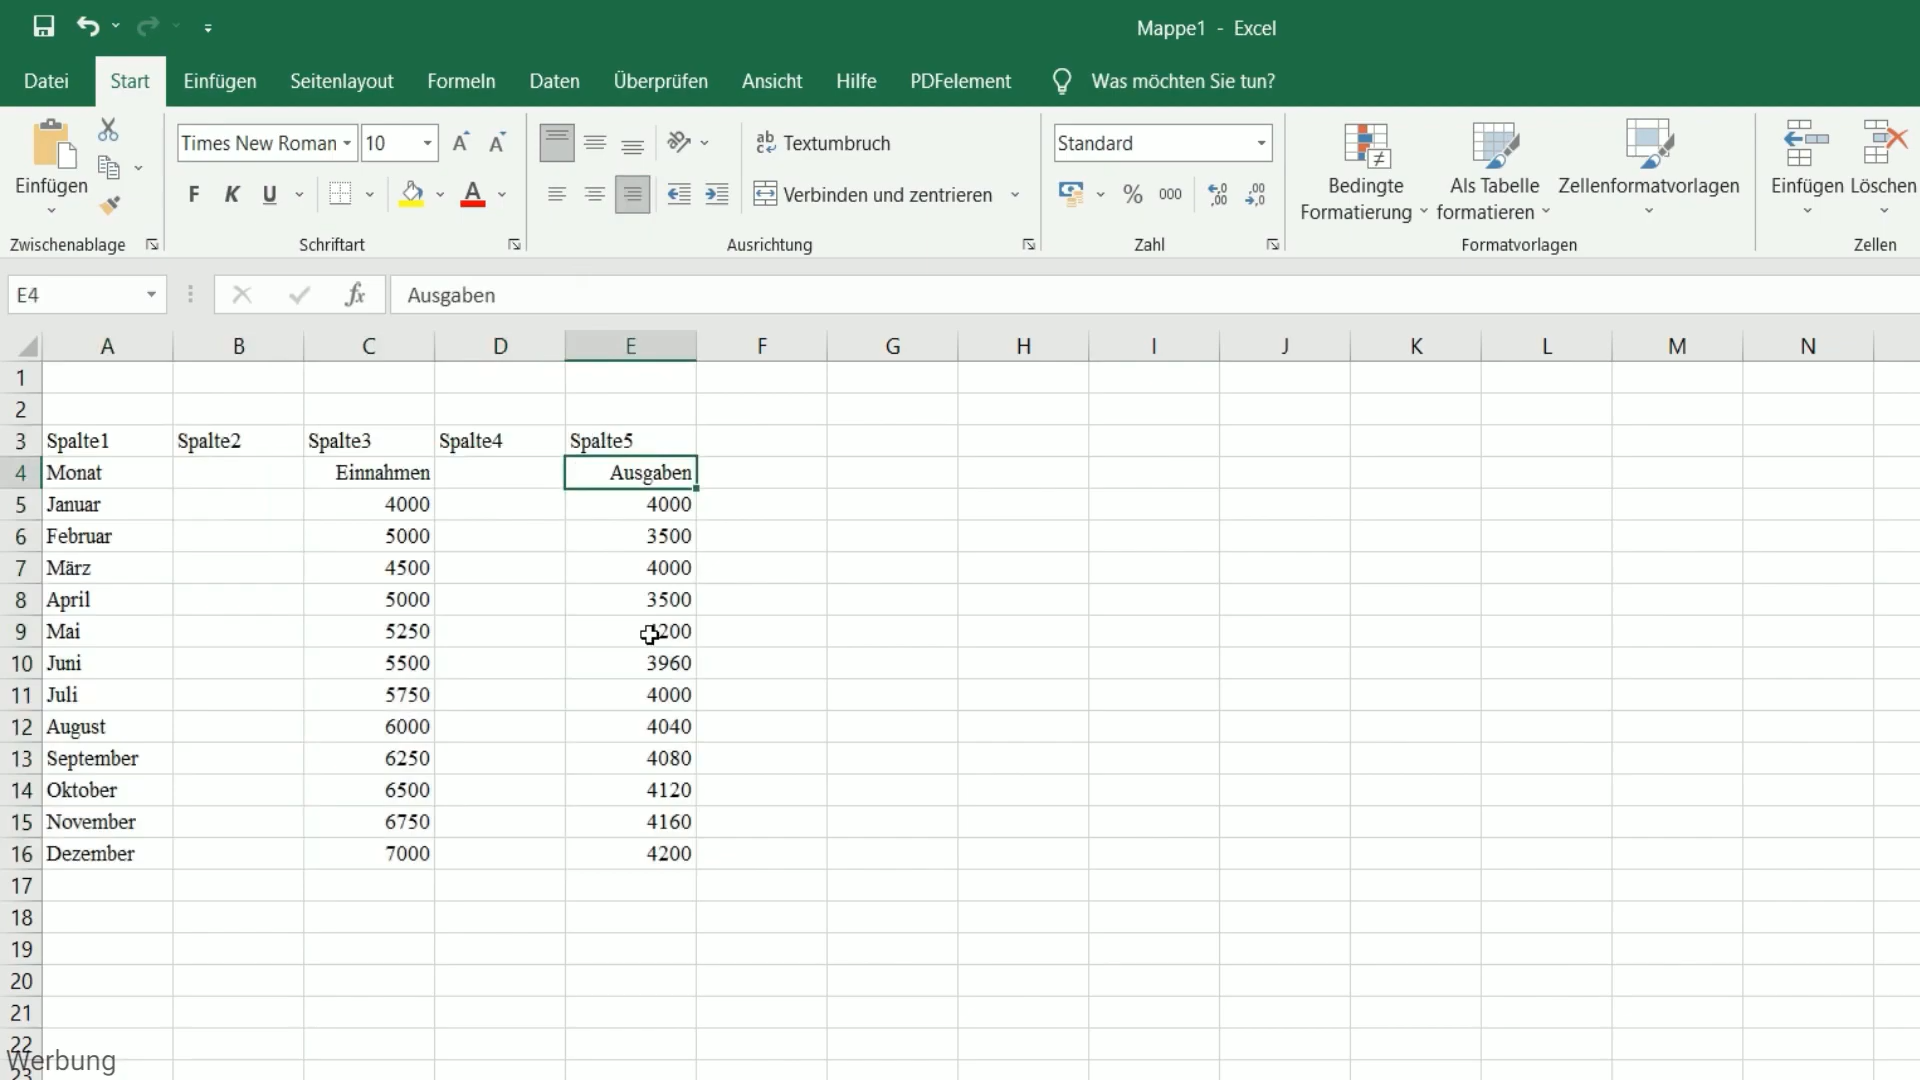 Mappe1 - Excel
Datei Start Einfügen Seitenlayout Formeln Daten Überprüfen Ansicht Hilfe PDFelement Was möchten Sie tun?
Times New Roman 10 Textumbruch Standard
Einfügen F K U A Verbinden und zentrieren % 000
Bedingte Formatierung
Als Tabelle formatieren
Zellenformatvorlagen
Einfügen Löschen
Zwischenablage Schriftart Ausrichtung Zahl Formatvorlagen Zellen
E4 fx Ausgaben
A B C D E F G H I J K L M N
1
2
3 Spalte1 Spalte2 Spalte3 Spalte4 Spalte5
4 Monat Einnahmen Ausgaben
5 Januar 4000 4000
6 Februar 5000 3500
7 März 4500 4000
8 April 5000 3500
9 Mai 5250
10 Juni 5500 3960
11 Juli 5750 4000
12 August 6000 4040
13 September 6250 4080
14 Oktober 6500 4120
15 November 6750 4160
16 Dezember 7000 4200
17
18
19
20
21
22
Werbung
23